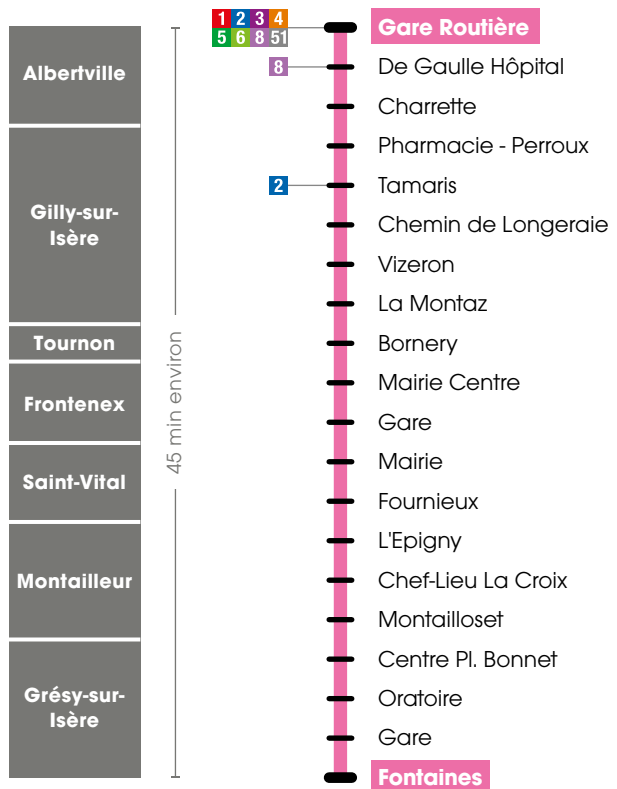 Albertville
Gilly-sur-
Isère
Tournon
Frontenex
Saint-Vital
Montailleur
Grésy-sur-
Isère
45 min environ
1 2 3 4
5 6 8 51
8
2
Gare Routière
De Gaulle Hôpital
Charrette
Pharmacie - Perroux
Tamaris
Chemin de Longeraie
Vizeron
La Montaz
Bornery
Mairie Centre
Gare
Mairie
Fournieux
L'Epigny
Chef-Lieu La Croix
Montailloset
Centre Pl. Bonnet
Oratoire
Gare
Fontaines